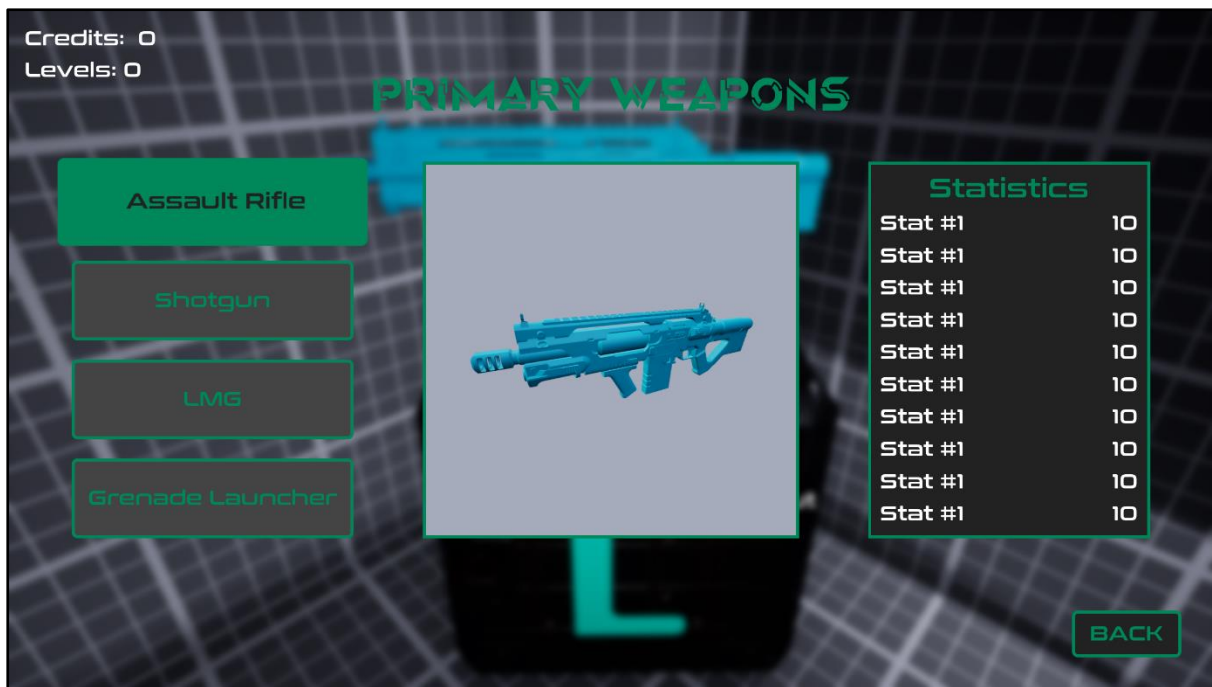 Credits: 0
Levels: 0
PRIMARY WEAPONS
Assault Rifle
Shotgun
LMG
Grenade Launcher
Statistics
Stat #1 10
Stat #1 10
Stat #1 10
Stat #1 10
Stat #1 10
Stat #1 10
Stat #1 10
Stat #1 10
Stat #1 10
Stat #1 10
L
BACK